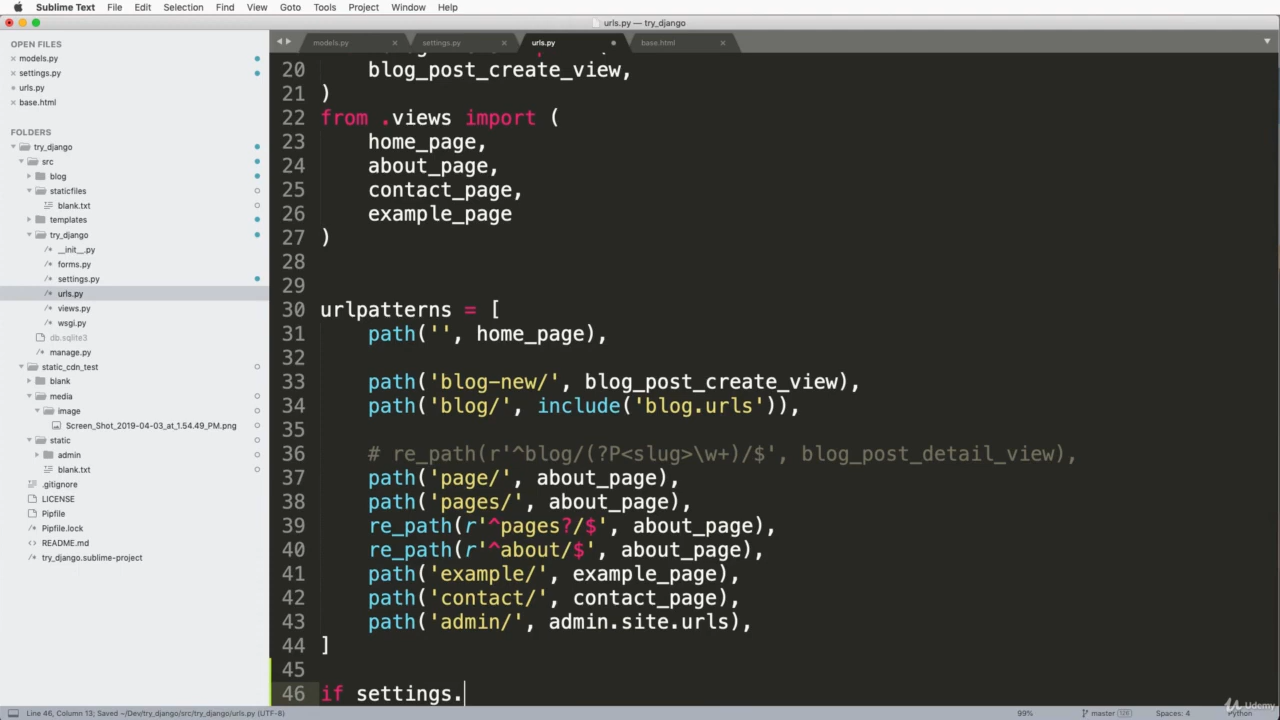 Sublime Text File Edit Selection Find View Goto Tools Project Window Help
urls.py — try_django
OPEN FILES
models.py
settings.py
urls.py
base.html
FOLDERS
try_django
src
blog
staticfiles
blank.txt
templates
try_django
__init__.py
forms.py
settings.py
urls.py
views.py
wsgi.py
db.sqlite3
manage.py
static_cdn_test
blank
media
image
Screen_Shot_2019-04-03_at_1.54.49_PM.png
static
admin
blank.txt
.gitignore
LICENSE
Pipfile
Pipfile.lock
README.md
try_django.sublime-project
models.py settings.py urls.py base.html
20 blog_post_create_view,
21 )
22 from .views import (
23 home_page,
24 about_page,
25 contact_page,
26 example_page
27 )
28
29
30 urlpatterns = [
31 path('', home_page),
32
33 path('blog-new/', blog_post_create_view),
34 path('blog/', include('blog.urls')),
35
36 # re_path(r'^blog/(?P<slug>\w+)/$', blog_post_detail_view),
37 path('page/', about_page),
38 path('pages/', about_page),
39 re_path(r'^pages?/$', about_page),
40 re_path(r'^about/$', about_page),
41 path('example/', example_page),
42 path('contact/', contact_page),
43 path('admin/', admin.site.urls),
44 ]
45
46 if settings.
Line 46, Column 13; Saved ~/Dev/try_django/src/try_django/urls.py (UTF-8) 99% master Spaces: 4 Python
Udemy